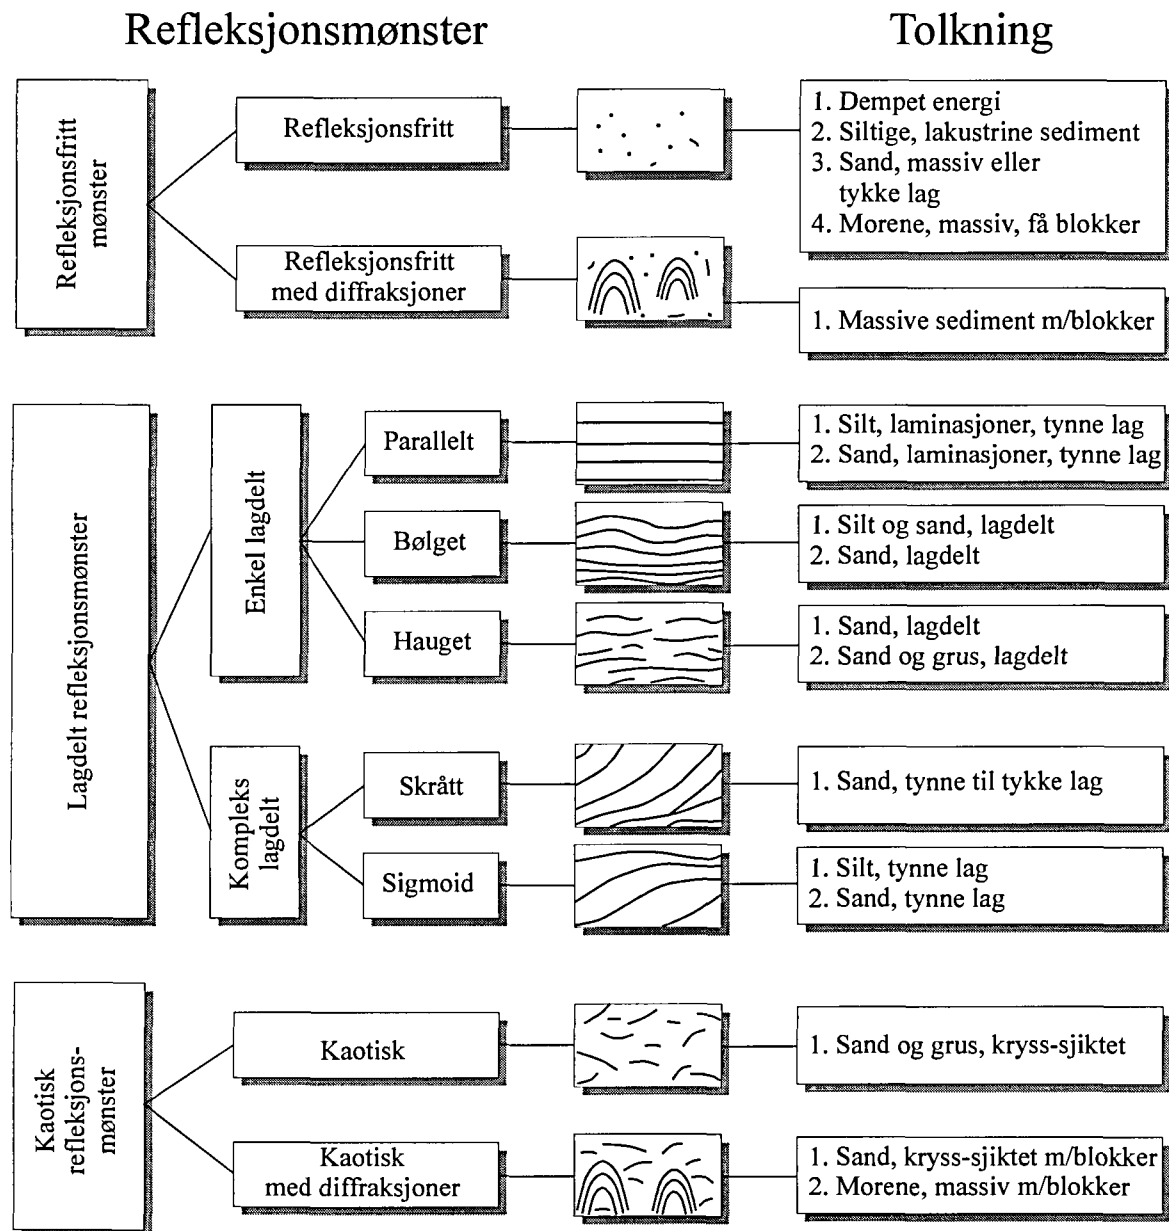 Refleksjonsmønster
Tolkning
Refleksjonsfritt
mønster
Refleksjonsfritt
1. Dempet energi
2. Siltige, lakustrine sediment
3. Sand, massiv eller
tykke lag
4. Morene, massiv, få blokker
Refleksjonsfritt
med diffraksjoner
1. Massive sediment m/blokker
Lagdelt refleksjonsmønster
Enkel lagdelt
Parallelt
1. Silt, laminasjoner, tynne lag
2. Sand, laminasjoner, tynne lag
Bølget
1. Silt og sand, lagdelt
2. Sand, lagdelt
Hauget
1. Sand, lagdelt
2. Sand og grus, lagdelt
Kompleks
lagdelt
Skrått
1. Sand, tynne til tykke lag
Sigmoid
1. Silt, tynne lag
2. Sand, tynne lag
Kaotisk
refleksjons-
mønster
Kaotisk
1. Sand og grus, kryss-sjiktet
Kaotisk
med diffraksjoner
1. Sand, kryss-sjiktet m/blokker
2. Morene, massiv m/blokker